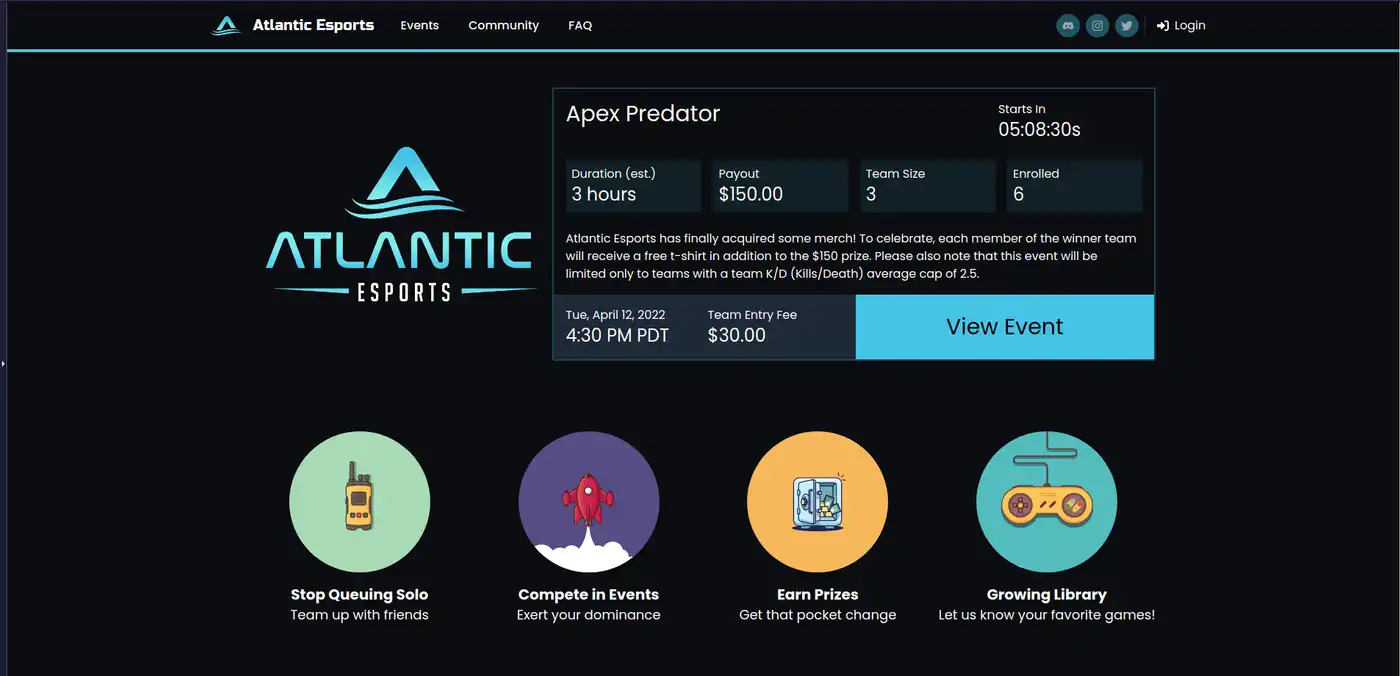 Atlantic Esports
Events
Community
FAQ
Login
ATLANTIC
ESPORTS
Apex Predator
Starts In
05:08:30s
Duration (est.)
3 hours
Payout
$150.00
Team Size
3
Enrolled
6
Atlantic Esports has finally acquired some merch! To celebrate, each member of the winner team
will receive a free t-shirt in addition to the $150 prize. Please also note that this event will be
limited only to teams with a team K/D (Kills/Death) average cap of 2.5.
Tue, April 12, 2022
4:30 PM PDT
Team Entry Fee
$30.00
View Event
Stop Queuing Solo
Team up with friends
Compete in Events
Exert your dominance
Earn Prizes
Get that pocket change
Growing Library
Let us know your favorite games!